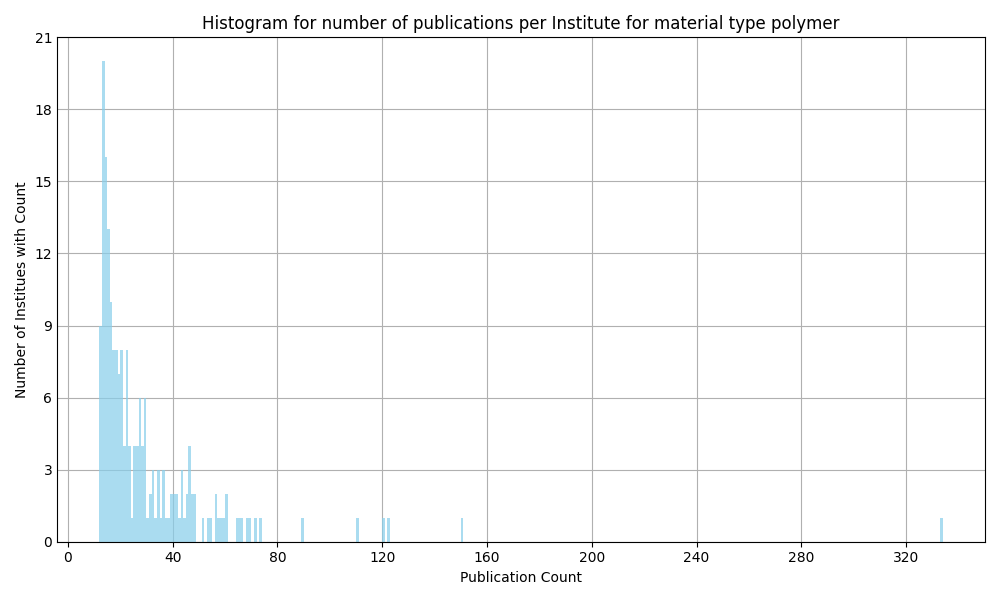 Histogram for number of publications per Institute for material type polymer
21
18
15
12
9
6
3
0
Number of Institues with Count
0 40 80 120 160 200 240 280 320
Publication Count